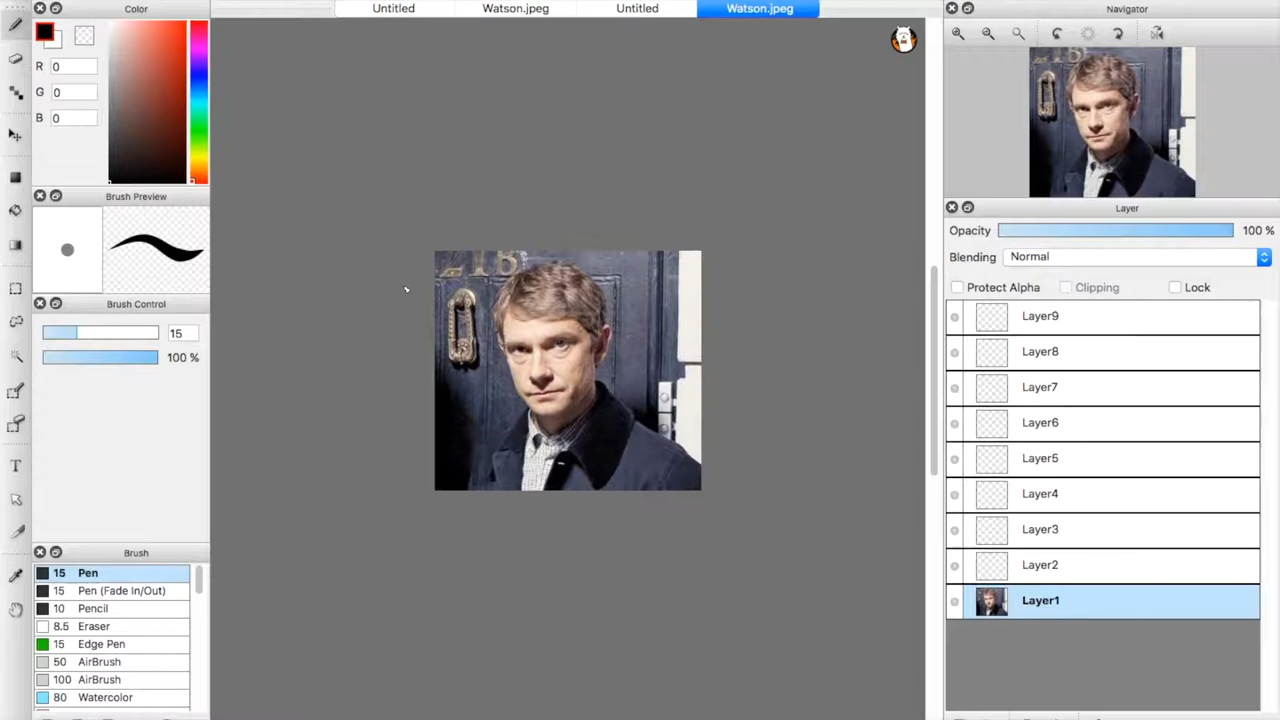 Color
Untitled
Watson.jpeg
Untitled
Watson.jpeg
Navigator
R 0
G 0
B 0
Brush Preview
Brush Control
15
100 %
Brush
15 Pen
15 Pen (Fade In/Out)
10 Pencil
8.5 Eraser
15 Edge Pen
50 AirBrush
100 AirBrush
80 Watercolor
T
21B
21B
Layer
Opacity 100 %
Blending Normal
Protect Alpha Clipping Lock
Layer9
Layer8
Layer7
Layer6
Layer5
Layer4
Layer3
Layer2
Layer1